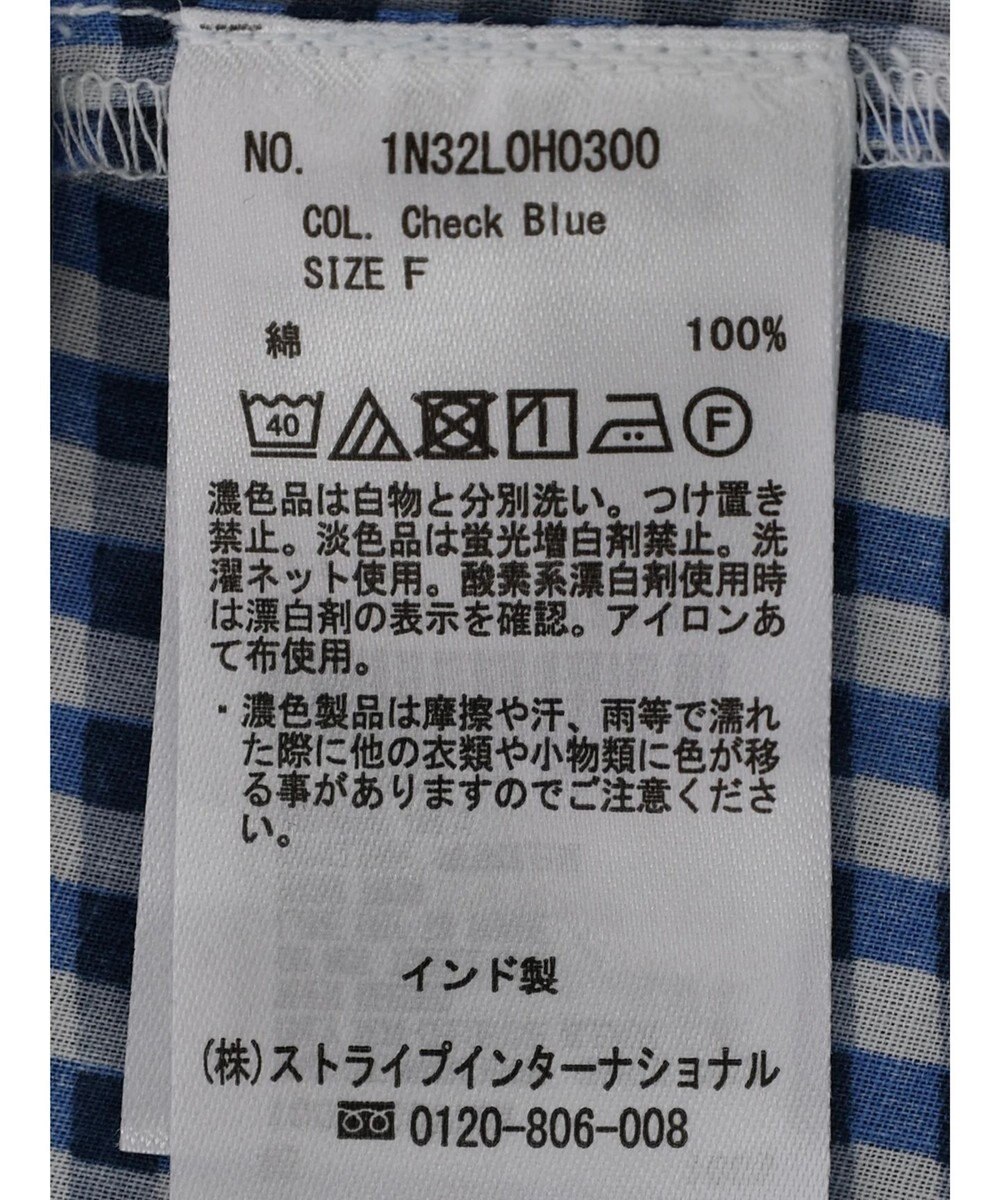 NO. 1N32L0H0300
COL. Check Blue
SIZE F
綿 100%
40 F
濃色品は白物と分別洗い。つけ置き
禁止。淡色品は蛍光増白剤禁止。洗
濯ネット使用。酸素系漂白剤使用時
は漂白剤の表示を確認。アイロンあ
て布使用。
・濃色製品は摩擦や汗、雨等で濡れ
た際に他の衣類や小物類に色が移
る事がありますのでご注意くださ
い。
インド製
(株)ストライプインターナショナル
0120-806-008